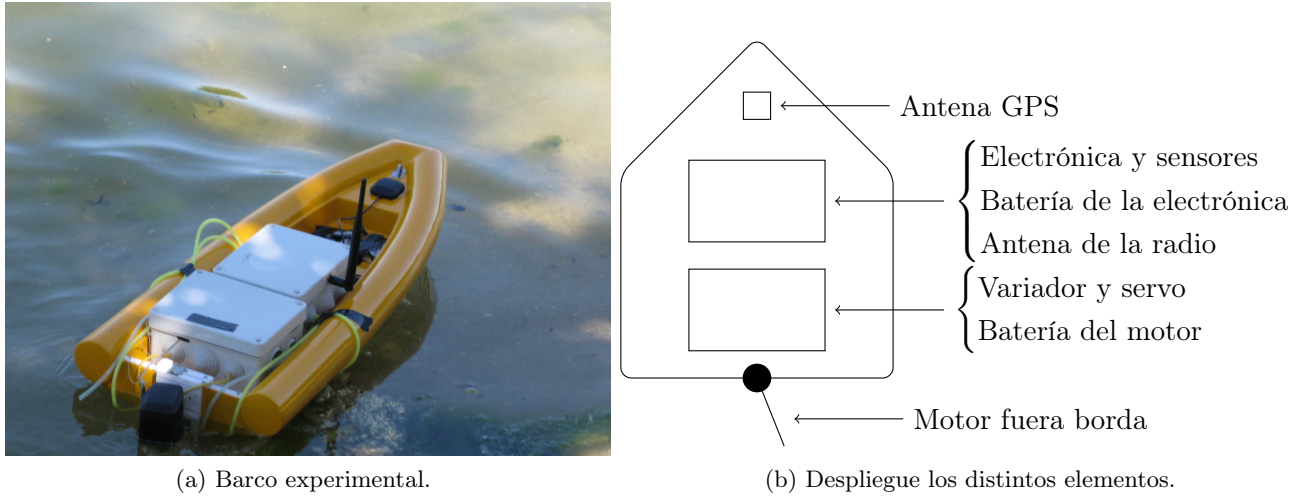 Antena GPS
Electrónica y sensores
Batería de la electrónica
Antena de la radio
Variador y servo
Batería del motor
Motor fuera borda
(a) Barco experimental.
(b) Despliegue los distintos elementos.